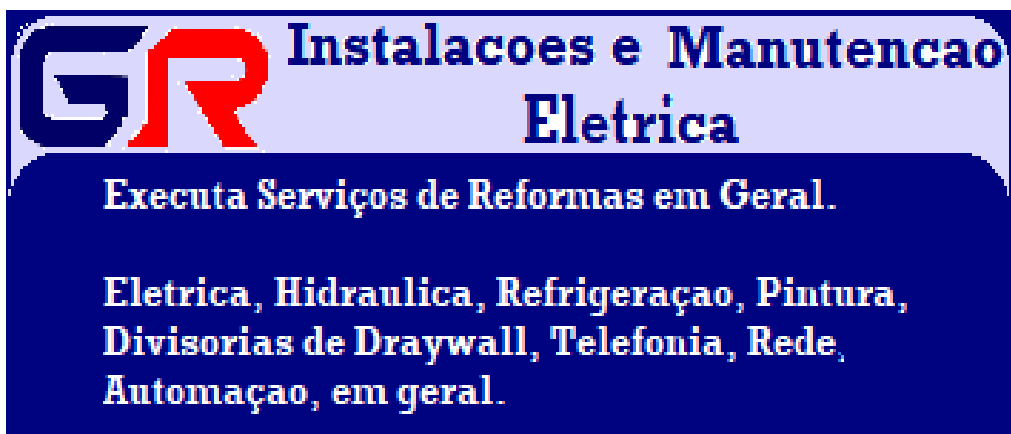 GR Instalacoes e Manutencao
Eletrica
Executa Serviços de Reformas em Geral.
Eletrica, Hidraulica, Refrigeraçao, Pintura,
Divisorias de Draywall, Telefonia, Rede,
Automaçao, em geral.